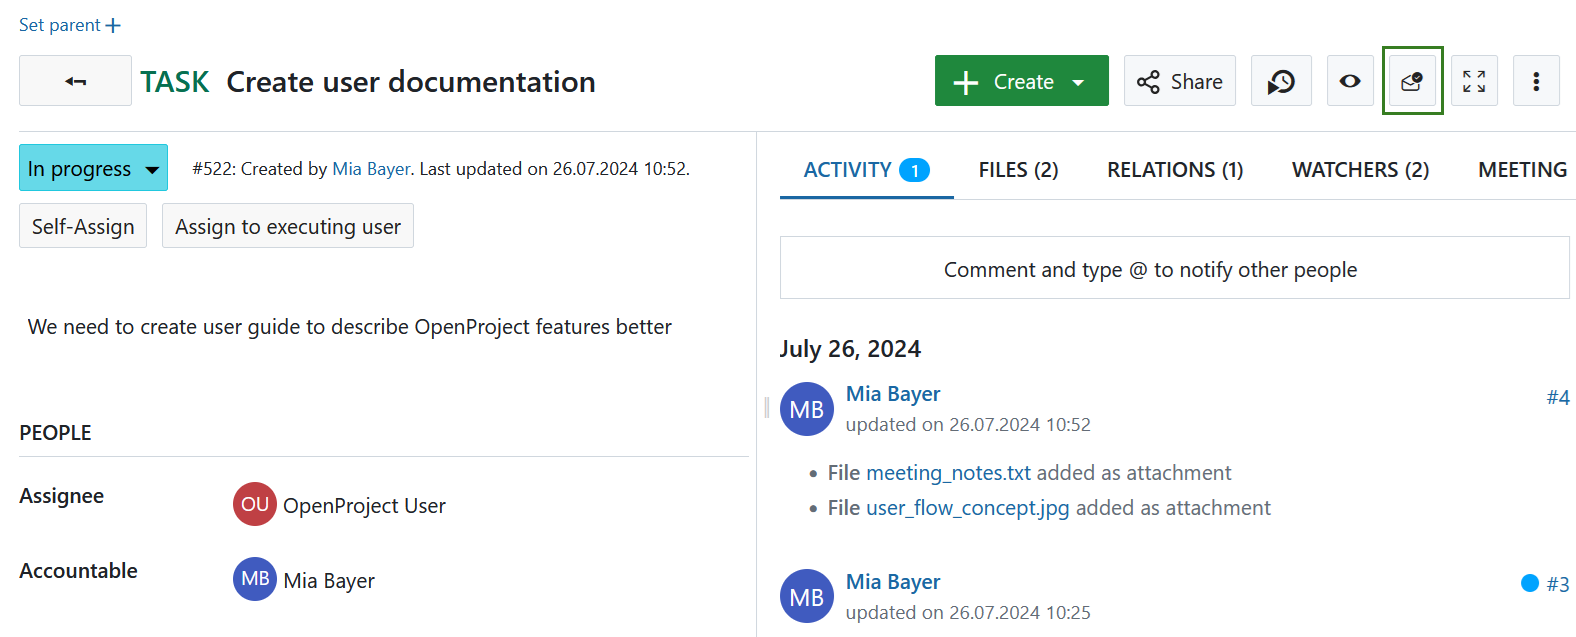 Set parent +
TASK Create user documentation
+ Create
Share
In progress
#522: Created by Mia Bayer. Last updated on 26.07.2024 10:52.
Self-Assign
Assign to executing user
We need to create user guide to describe OpenProject features better
PEOPLE
Assignee
OU OpenProject User
Accountable
MB Mia Bayer
ACTIVITY 1
FILES (2)
RELATIONS (1)
WATCHERS (2)
MEETING
Comment and type @ to notify other people
July 26, 2024
MB
Mia Bayer
#4
updated on 26.07.2024 10:52
• File meeting_notes.txt added as attachment
• File user_flow_concept.jpg added as attachment
MB
Mia Bayer
#3
updated on 26.07.2024 10:25